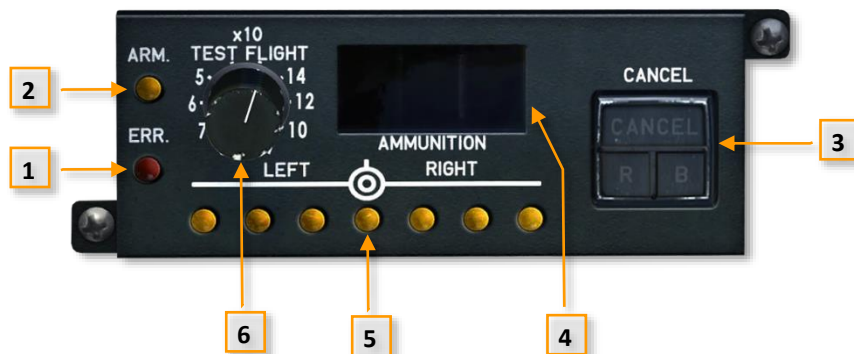 x10
ARM.
TEST FLIGHT
5
14
6
12
7
10
ERR.
AMMUNITION
LEFT
RIGHT
CANCEL
CANCEL
R
B
2
1
3
6
5
4